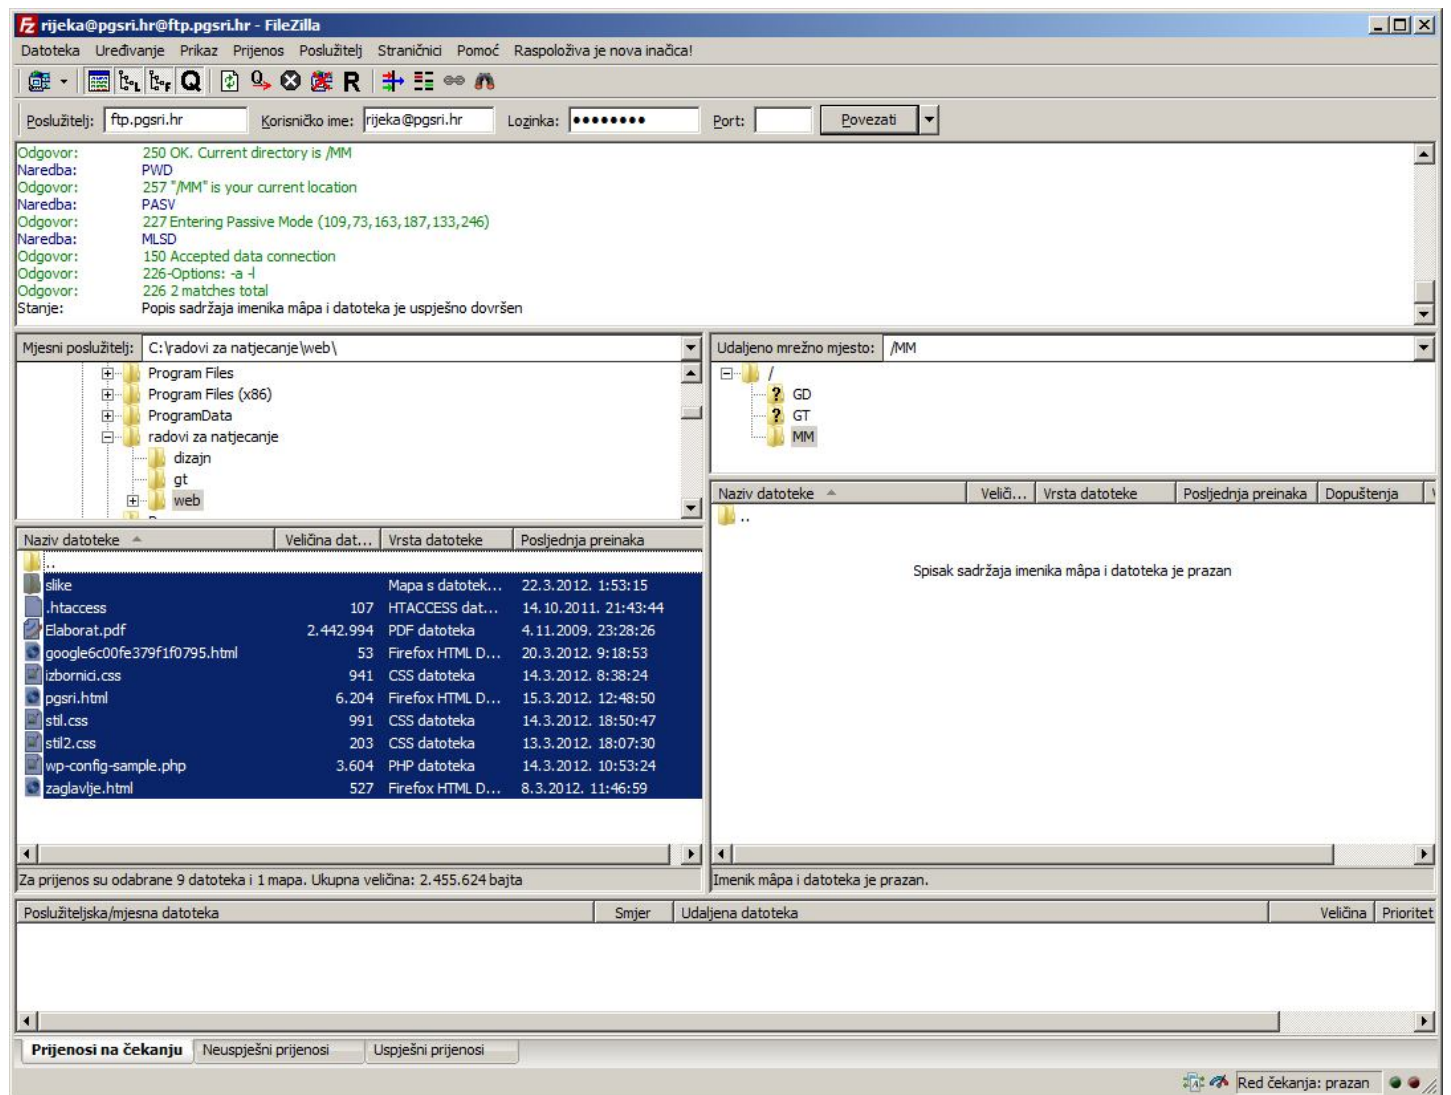 rijeka@pgsri.hr@ftp.pgsri.hr - FileZilla
Datoteka Uređivanje Prikaz Prijenos Poslužitelj Straničnici Pomoć Raspoloživa je nova inačica!
Poslužitelj: ftp.pgsri.hr Korisničko ime: rijeka@pgsri.hr Lozinka: ●●●●●●●● Port: Povezati
Odgovor: 250 OK. Current directory is /MM
Naredba: PWD
Odgovor: 257 "/MM" is your current location
Naredba: PASV
Odgovor: 227 Entering Passive Mode (109,73,163,187,133,246)
Naredba: MLSD
Odgovor: 150 Accepted data connection
Odgovor: 226-Options: -a -l
Odgovor: 226 2 matches total
Stanje: Popis sadržaja imenika mâpa i datoteka je uspješno dovršen
Mjesni poslužitelj: C:\radovi za natjecanje\web\
Program Files
Program Files (x86)
ProgramData
radovi za natjecanje
dizajn
gt
web
Naziv datoteke Veličina dat... Vrsta datoteke Posljednja preinaka
..
slike Mapa s datotek... 22.3.2012. 1:53:15
.htaccess 107 HTACCESS dat... 14.10.2011. 21:43:44
Elaborat.pdf 2.442.994 PDF datoteka 4.11.2009. 23:28:26
google6c00fe379f1f0795.html 53 Firefox HTML D... 20.3.2012. 9:18:53
izbornici.css 941 CSS datoteka 14.3.2012. 8:38:24
pgsri.html 6.204 Firefox HTML D... 15.3.2012. 12:48:50
stil.css 991 CSS datoteka 14.3.2012. 18:50:47
stil2.css 203 CSS datoteka 13.3.2012. 18:07:30
wp-config-sample.php 3.604 PHP datoteka 14.3.2012. 10:53:24
zaglavlje.html 527 Firefox HTML D... 8.3.2012. 11:46:59
Za prijenos su odabrane 9 datoteka i 1 mapa. Ukupna veličina: 2.455.624 bajta
Udaljeno mrežno mjesto: /MM
/
GD
GT
MM
Naziv datoteke Veliči... Vrsta datoteke Posljednja preinaka Dopuštenja
..
Spisak sadržaja imenika mâpa i datoteka je prazan
Imenik mâpa i datoteka je prazan.
Poslužiteljska/mjesna datoteka Smjer Udaljena datoteka Veličina Prioritet
Prijenosi na čekanju Neuspješni prijenosi Uspješni prijenosi
Red čekanja: prazan